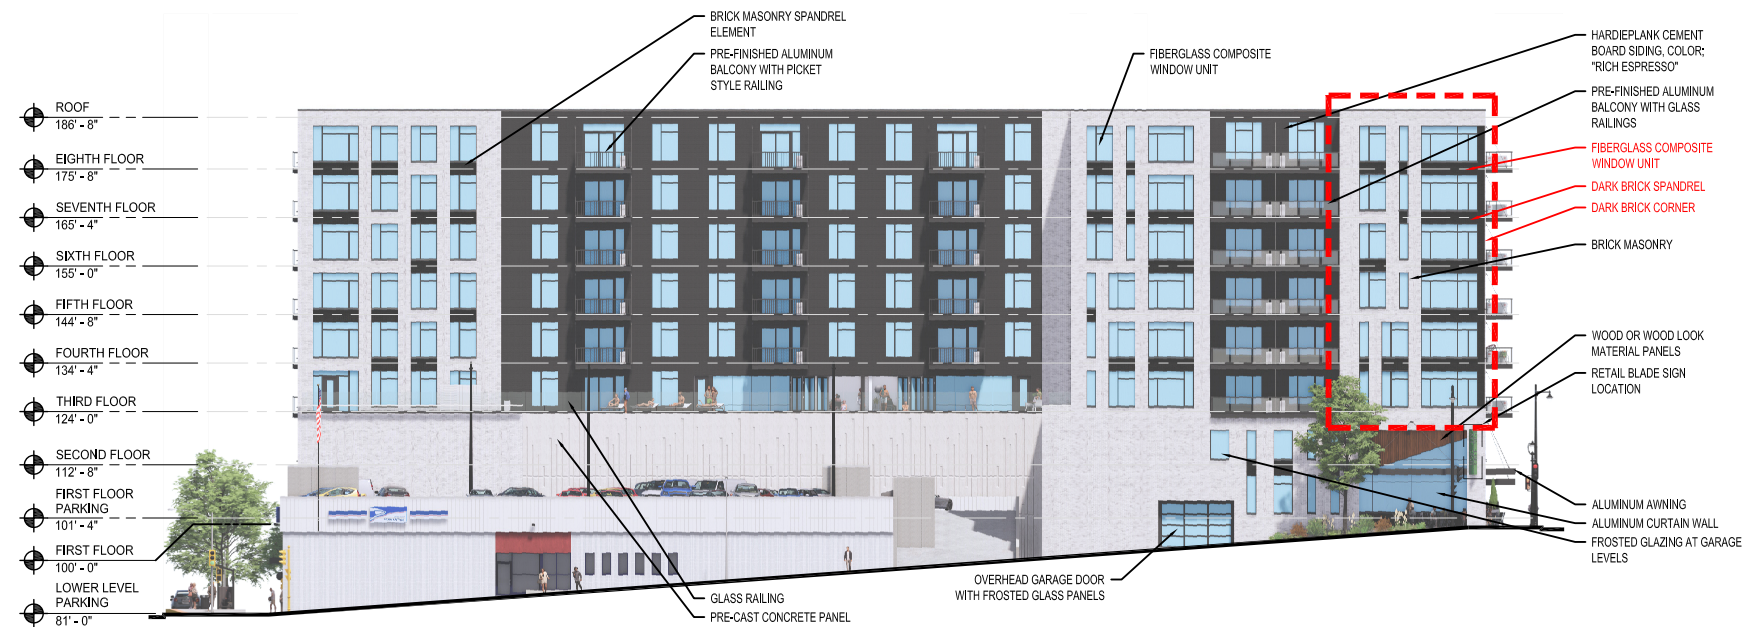 BRICK MASONRY SPANDREL
ELEMENT
PRE-FINISHED ALUMINUM
BALCONY WITH PICKET
STYLE RAILING
FIBERGLASS COMPOSITE
WINDOW UNIT
HARDIEPLANK CEMENT
BOARD SIDING, COLOR;
"RICH ESPRESSO"
PRE-FINISHED ALUMINUM
BALCONY WITH GLASS
RAILINGS
FIBERGLASS COMPOSITE
WINDOW UNIT
DARK BRICK SPANDREL
DARK BRICK CORNER
BRICK MASONRY
WOOD OR WOOD LOOK
MATERIAL PANELS
RETAIL BLADE SIGN
LOCATION
ALUMINUM AWNING
ALUMINUM CURTAIN WALL
FROSTED GLAZING AT GARAGE
LEVELS
ROOF
186' - 8"
EIGHTH FLOOR
175' - 8"
SEVENTH FLOOR
165' - 4"
SIXTH FLOOR
155' - 0"
FIFTH FLOOR
144' - 8"
FOURTH FLOOR
134' - 4"
THIRD FLOOR
124' - 0"
SECOND FLOOR
112' - 8"
FIRST FLOOR
PARKING
101' - 4"
FIRST FLOOR
100' - 0"
LOWER LEVEL
PARKING
81' - 0"
OVERHEAD GARAGE DOOR
WITH FROSTED GLASS PANELS
GLASS RAILING
PRE-CAST CONCRETE PANEL